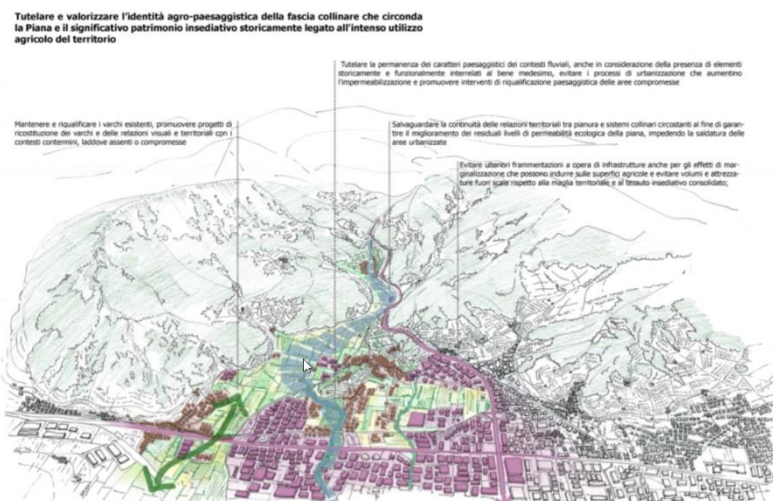 Tutelare e valorizzare l'identità agro-paesaggistica della fascia collinare che circonda
la Piana e il significativo patrimonio insediativo storicamente legato all'intenso utilizzo
agricolo del territorio
Tutelare la permanenza dei caratteri paesaggistici dei contesti fluviali, anche in considerazione della presenza di elementi
storicamente e funzionalmente interrelati al bene medesimo, evitare i processi di urbanizzazione che aumentino
l'impermeabilizzazione e promuovere interventi di riqualificazione paesaggistica delle aree compromesse
Mantenere e riqualificare i varchi esistenti, promuovere progetti di
ricostituzione dei varchi e delle relazioni visuali e territoriali con i
contesti contermini, laddove assenti o compromesse
Salvaguardare la continuità delle relazioni territoriali tra pianura e sistemi collinari circostanti al fine di garan-
tire il miglioramento dei residuali livelli di permeabilità ecologica della piana, impedendo la saldatura delle
aree urbanizzate
Evitare ulteriori frammentazioni a opera di infrastrutture anche per gli effetti di mar-
ginalizzazione che possono indurre sulle superfici agricole e evitare volumi e attrezza-
ture fuori scala rispetto alla maglia territoriale e al tessuto insediativo consolidato;